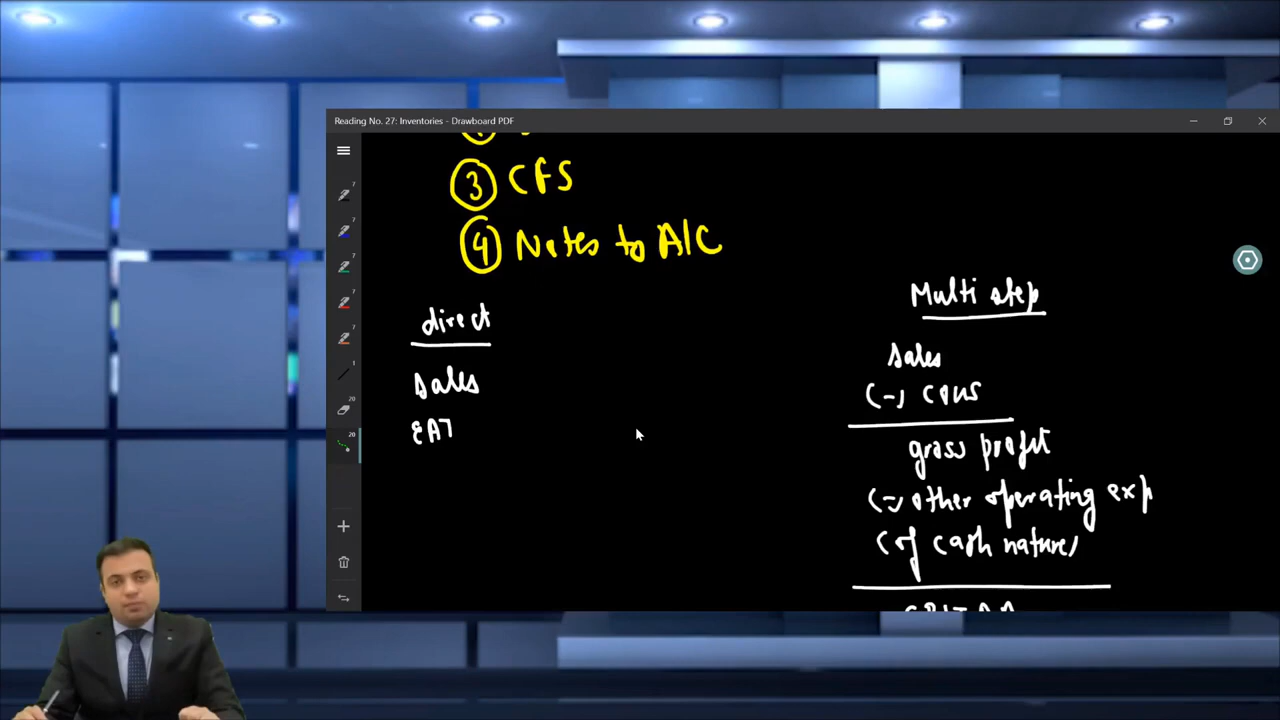 Reading No. 27: Inventories - Drawboard PDF
③ CFS
④ Notes to A/C
direct
Sales
EAT
Multi step
Sales
(-) COGS
gross profit
(-) other operating exp
(of cash nature)